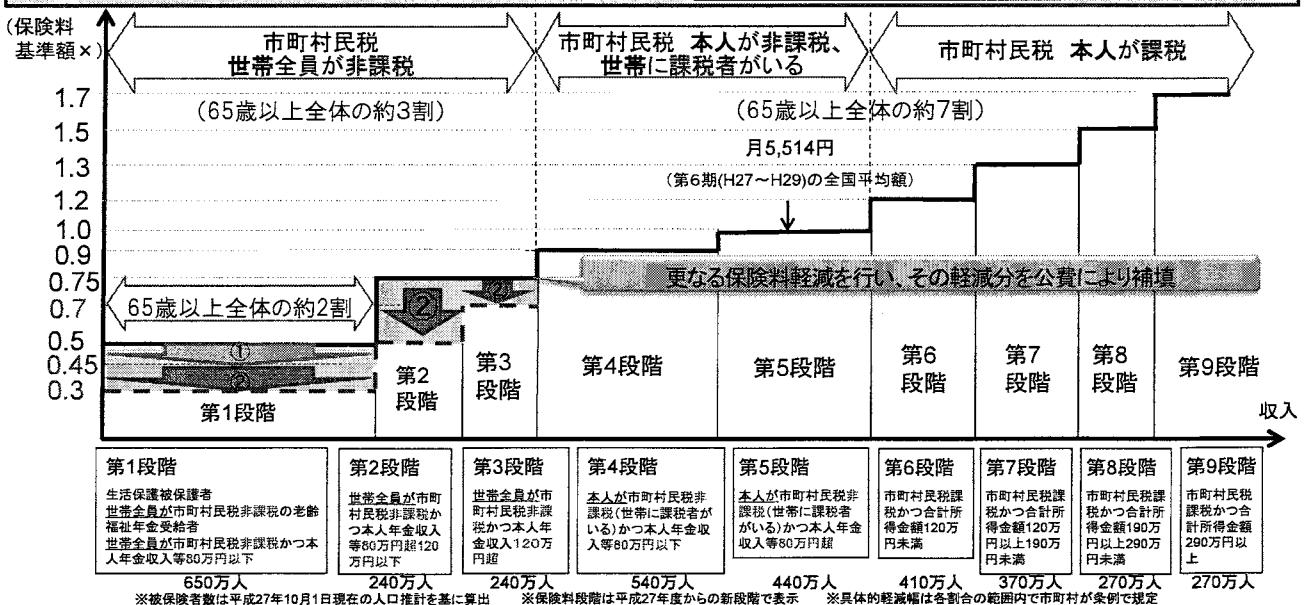 (保険料
基準額×)
市町村民税
世帯全員が非課税
市町村民税 本人が非課税、
世帯に課税者がいる
市町村民税 本人が課税
(65歳以上全体の約3割)
(65歳以上全体の約7割)
1.7
1.5
1.3
1.2
1.0
0.9
0.75
0.7
0.5
0.45
0.3
月5,514円
(第6期(H27～H29)の全国平均額)
更なる保険料軽減を行い、その軽減分を公費により補填
65歳以上全体の約2割
①
②
②
②
第1段階
第2
段階
第3
段階
第4段階
第5段階
第6
段階
第7
段階
第8
段階
第9段階
収入
第1段階
生活保護被保護者
世帯全員が市町村民税非課税の老齢
福祉年金受給者
世帯全員が市町村民税非課税かつ本
人年金収入等80万円以下
650万人
第2段階
世帯全員が市町
村民税非課税か
つ本人年金収入
等80万円超120
万円以下
240万人
第3段階
世帯全員が市
町村民税非課
税かつ本人年
金収入120万
円超
240万人
第4段階
本人が市町村民税非
課税(世帯に課税者が
いる)かつ本人年金収
入等80万円以下
540万人
第5段階
本人が市町村民税非
課税(世帯に課税者
がいる)かつ本人年金
収入等80万円超
440万人
第6段階
市町村民税課
税かつ合計所
得金額120万
円未満
410万人
第7段階
市町村民税課
税かつ合計所
得金額120万
円以上190万
円未満
370万人
第8段階
市町村民税課
税かつ合計所
得金額190万
円以上290万
円未満
270万人
第9段階
市町村民税
課税かつ合
計所得金額
290万円以
上
270万人
※被保険者数は平成27年10月1日現在の人口推計を基に算出 ※保険料段階は平成27年度からの新段階で表示 ※具体的軽減幅は各割合の範囲内で市町村が条例で規定